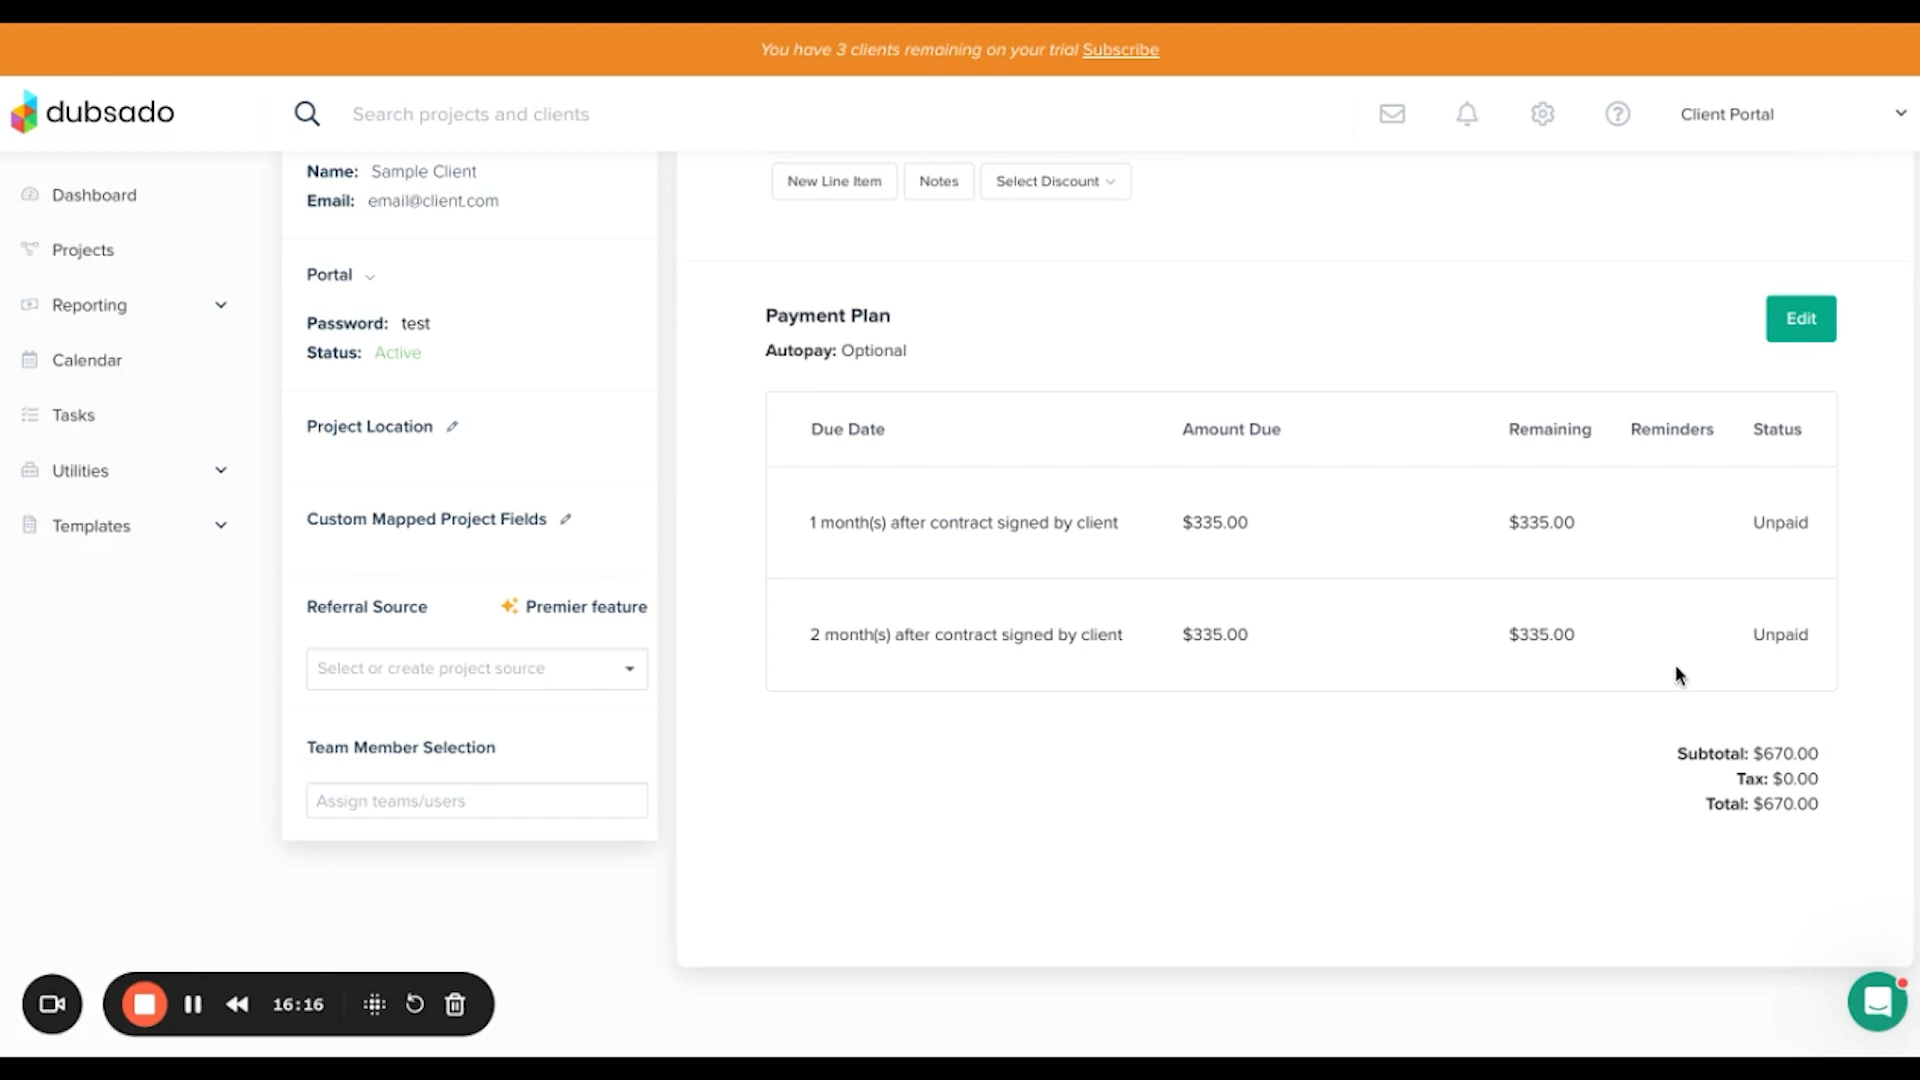 You have 3 clients remaining on your trial Subscribe
dubsado
Search projects and clients
Client Portal
Dashboard
Projects
Reporting
Calendar
Tasks
Utilities
Templates
Name: Sample Client
Email: email@client.com
Portal
Password: test
Status: Active
Project Location
Custom Mapped Project Fields
Referral Source Premier feature
Select or create project source
Team Member Selection
Assign teams/users
New Line Item Notes Select Discount
Payment Plan
Edit
Autopay: Optional
Due Date Amount Due Remaining Reminders Status
1 month(s) after contract signed by client $335.00 $335.00 Unpaid
2 month(s) after contract signed by client $335.00 $335.00 Unpaid
Subtotal: $670.00
Tax: $0.00
Total: $670.00
16:16